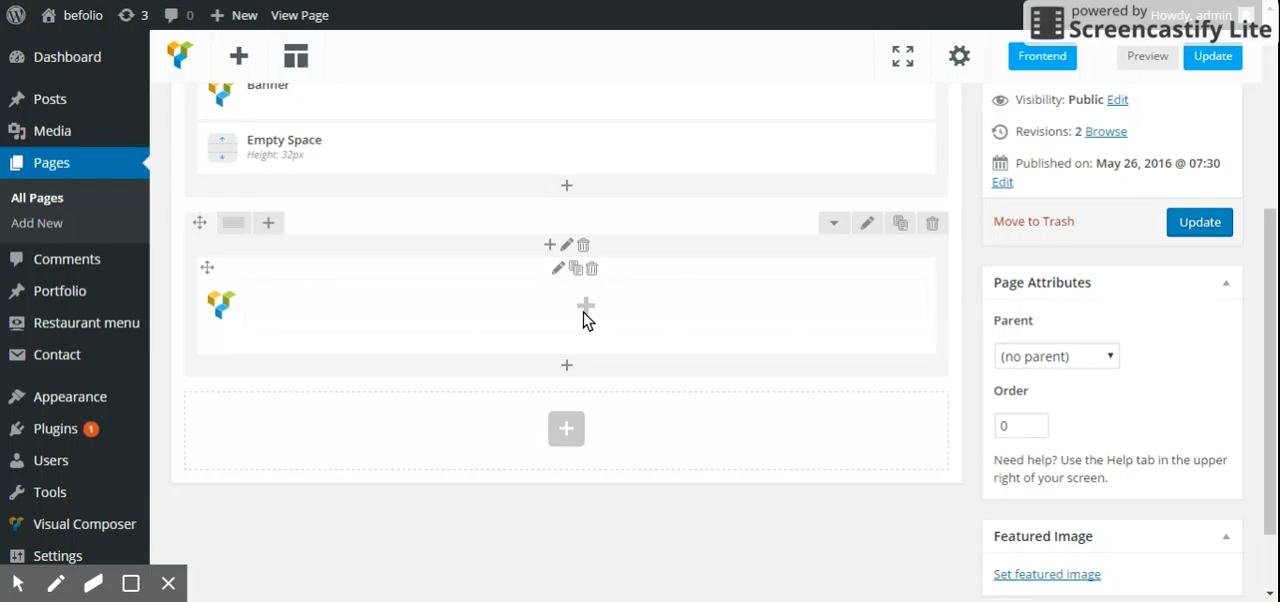 befolio
3
0
New
View Page
Howdy, admin
powered by
Screencastify Lite
Dashboard
Posts
Media
Pages
All Pages
Add New
Comments
Portfolio
Restaurant menu
Contact
Appearance
Plugins 1
Users
Tools
Visual Composer
Settings
Frontend
Preview
Update
Banner
Empty Space
Height: 32px
Visibility: Public Edit
Revisions: 2 Browse
Published on: May 26, 2016 @ 07:30
Edit
Move to Trash
Update
Page Attributes
Parent
(no parent)
Order
0
Need help? Use the Help tab in the upper
right of your screen.
Featured Image
Set featured image